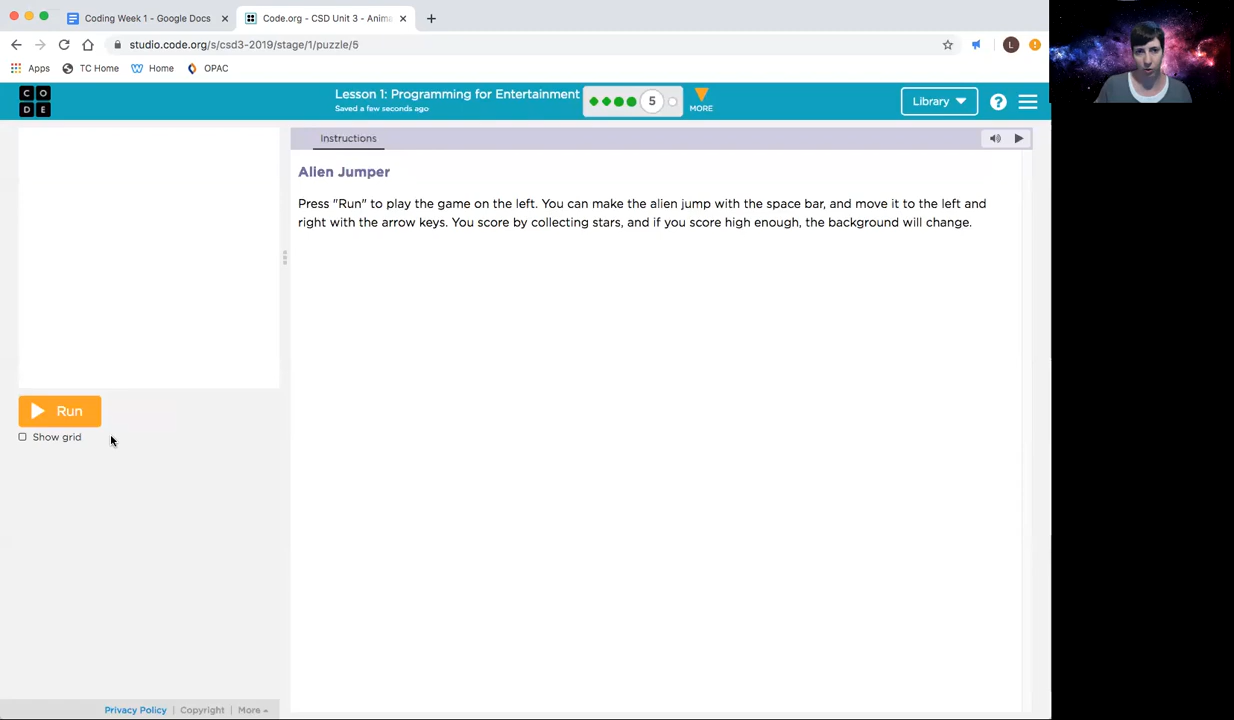 Coding Week 1 - Google Docs
Code.org - CSD Unit 3 - Anima
studio.code.org/s/csd3-2019/stage/1/puzzle/5
L
Apps TC Home Home OPAC
C O
D E
Lesson 1: Programming for Entertainment
Saved a few seconds ago
5
MORE
Library
?
Instructions
Alien Jumper
Press "Run" to play the game on the left. You can make the alien jump with the space bar, and move it to the left and
right with the arrow keys. You score by collecting stars, and if you score high enough, the background will change.
Run
Show grid
Privacy Policy | Copyright | More